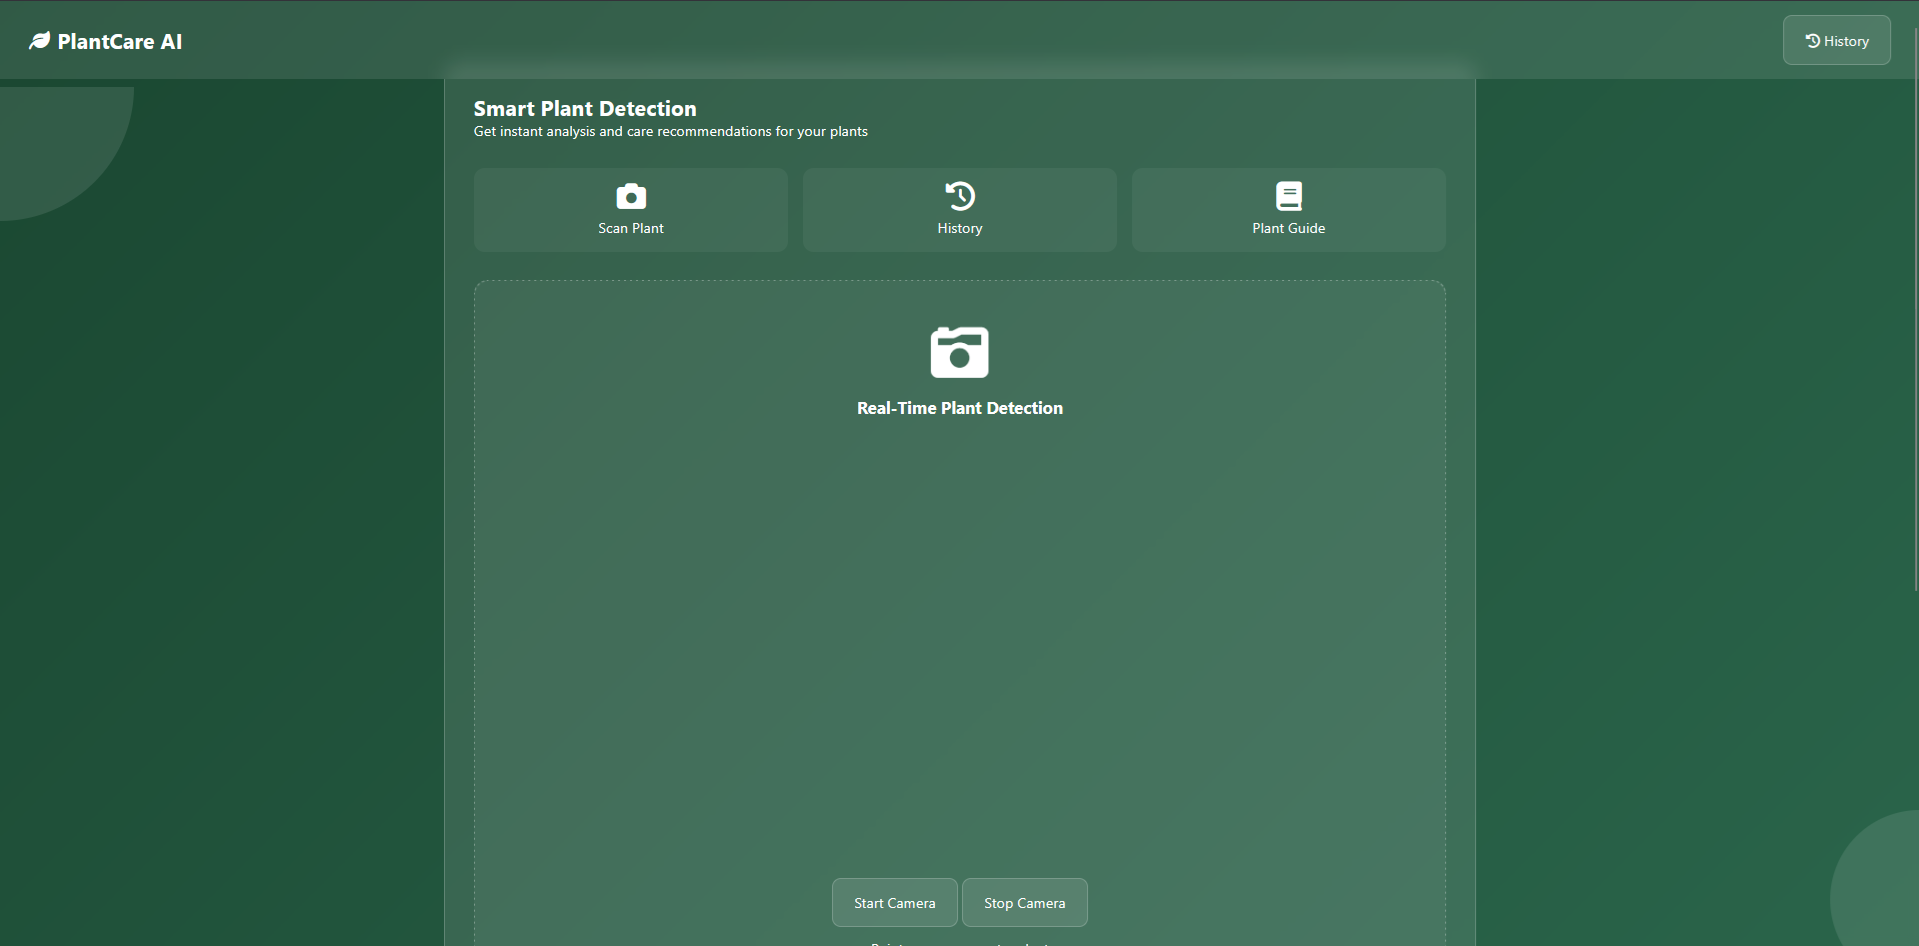 PlantCare AI
History
Smart Plant Detection
Get instant analysis and care recommendations for your plants
Scan Plant
History
Plant Guide
Real-Time Plant Detection
Start Camera
Stop Camera